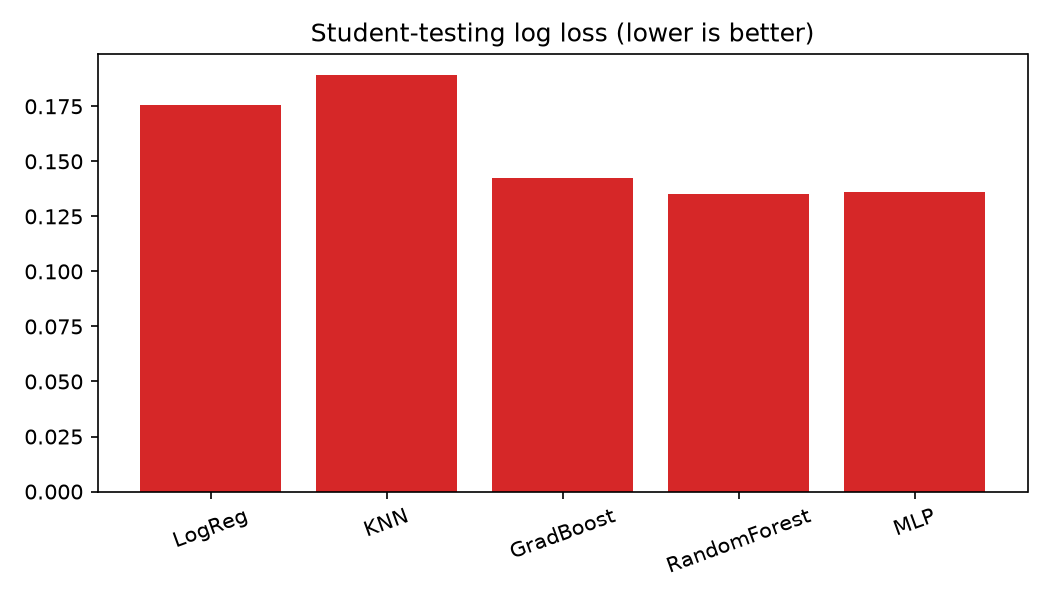 Student-testing log loss (lower is better)
0.175
0.150
0.125
0.100
0.075
0.050
0.025
0.000
LogReg
KNN
GradBoost
RandomForest
MLP